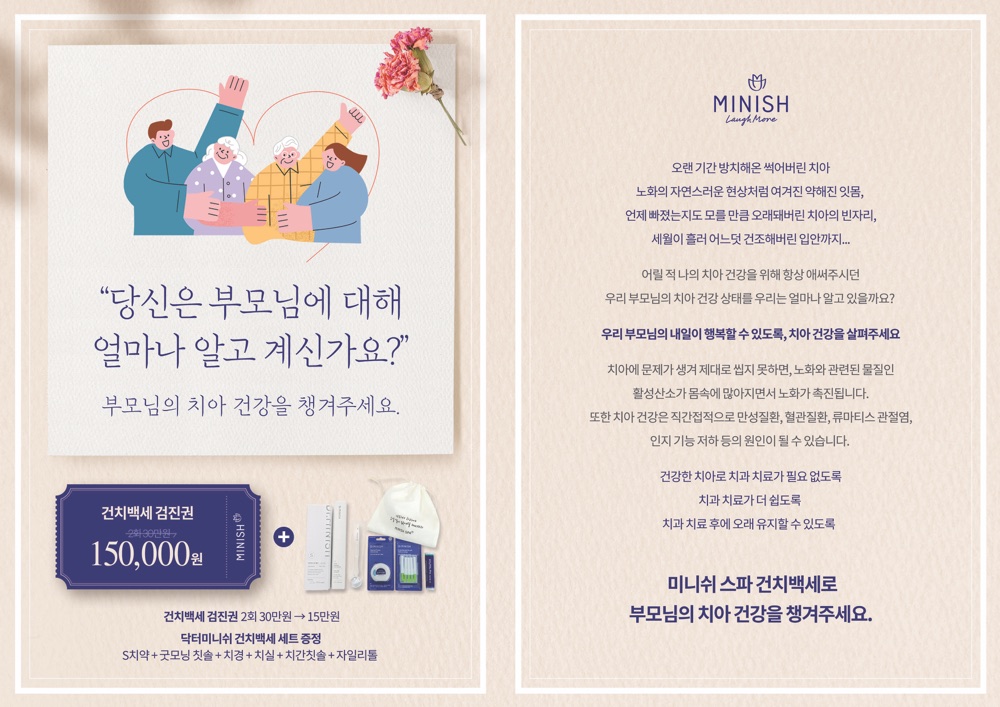 “당신은 부모님에 대해
얼마나 알고 계신가요?”
부모님의 치아 건강을 챙겨주세요.
건치백세 검진권
2회 30만원
150,000원
MINISH
건치백세 검진권 2회 30만원 → 15만원
닥터미니쉬 건치백세 세트 증정
S치약 + 굿모닝 칫솔 + 치경 + 치실 + 치간칫솔 + 자일리톨
MINISH
Laugh More
오랜 기간 방치해온 썩어버린 치아
노화의 자연스러운 현상처럼 여겨진 약해진 잇몸,
언제 빠졌는지도 모를 만큼 오래돼버린 치아의 빈자리,
세월이 흘러 어느덧 건조해버린 입안까지...
어릴 적 나의 치아 건강을 위해 항상 애써주시던
우리 부모님의 치아 건강 상태를 우리는 얼마나 알고 있을까요?
우리 부모님의 내일이 행복할 수 있도록, 치아 건강을 살펴주세요
치아에 문제가 생겨 제대로 씹지 못하면, 노화와 관련된 물질인
활성산소가 몸속에 많아지면서 노화가 촉진됩니다.
또한 치아 건강은 직간접적으로 만성질환, 혈관질환, 류마티스 관절염,
인지 기능 저하 등의 원인이 될 수 있습니다.
건강한 치아로 치과 치료가 필요 없도록
치과 치료가 더 쉽도록
치과 치료 후에 오래 유지할 수 있도록
미니쉬 스파 건치백세로
부모님의 치아 건강을 챙겨주세요.